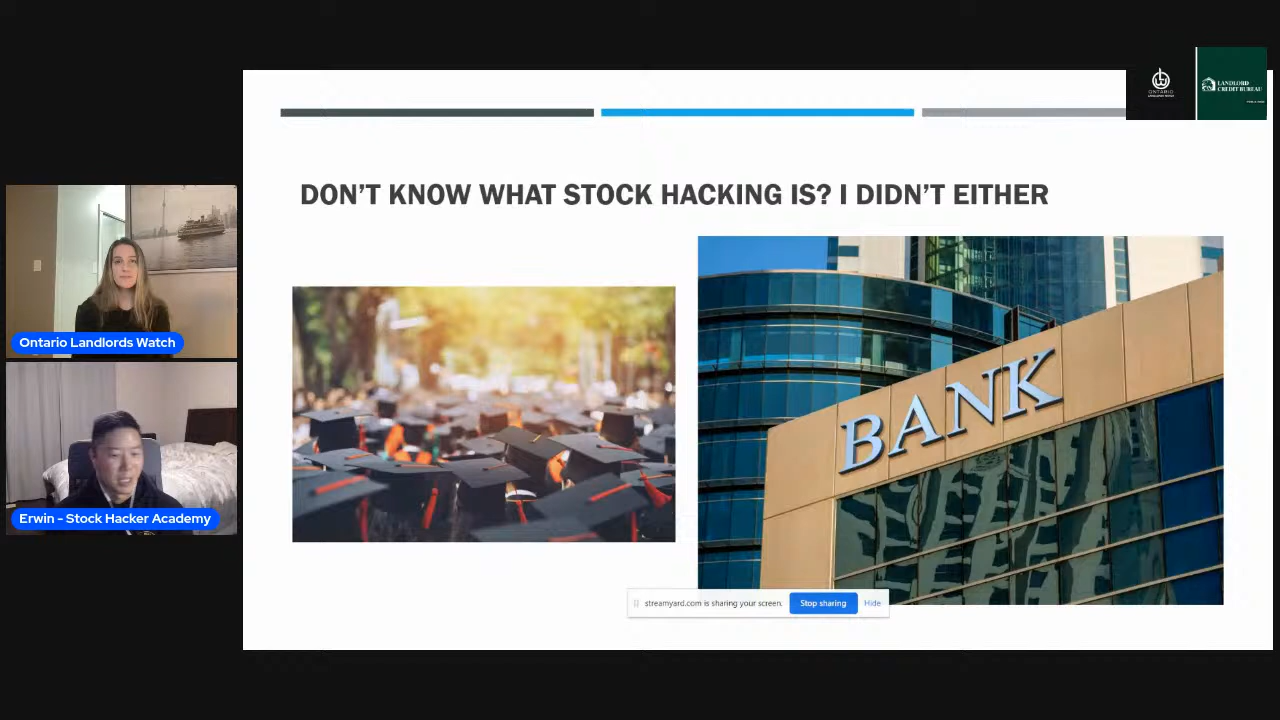 DON'T KNOW WHAT STOCK HACKING IS? I DIDN'T EITHER
LANDLORD
CREDIT BUREAU
ONTARIO
BANK
Ontario Landlords Watch
Erwin - Stock Hacker Academy
streamyard.com is sharing your screen.
Stop sharing
Hide